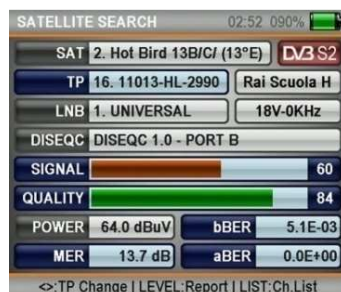 SATELLITE SEARCH 02:52 090%
SAT 2. Hot Bird 13B/C/ (13°E) DVB S2
TP 16. 11013-HL-2990 Rai Scuola H
LNB 1. UNIVERSAL 18V-0KHz
DISEQC DISEQC 1.0 - PORT B
SIGNAL 60
QUALITY 84
POWER 64.0 dBuV bBER 5.1E-03
MER 13.7 dB aBER 0.0E+00
<>:TP Change | LEVEL:Report | LIST:Ch.List